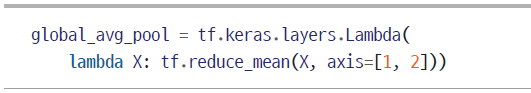 global_avg_pool = tf.keras.layers.Lambda(
    lambda X: tf.reduce_mean(X, axis=[1, 2]))